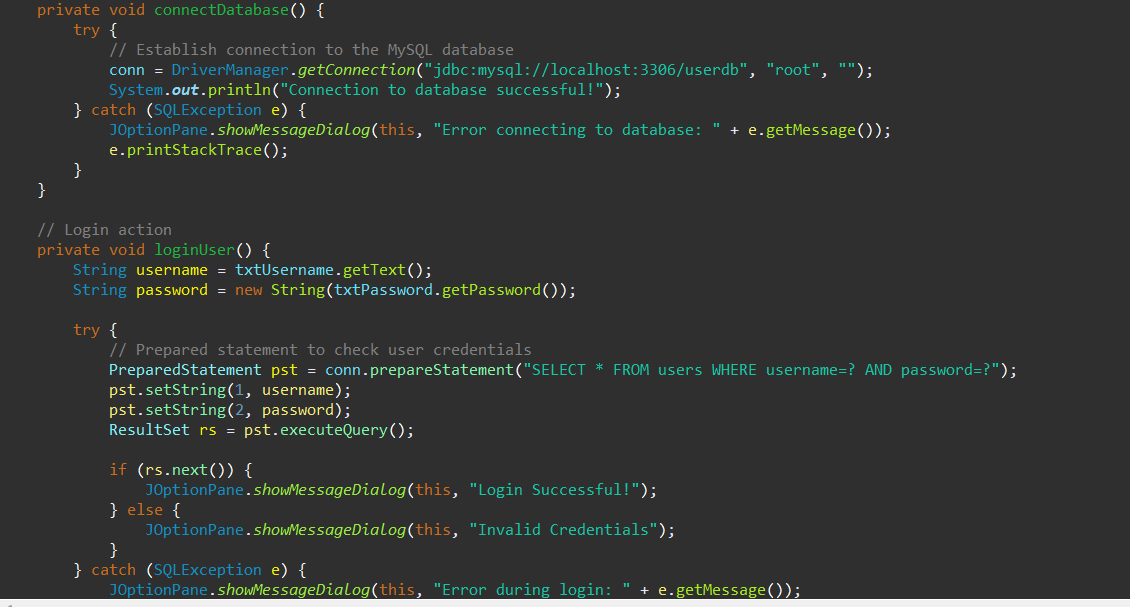 private void connectDatabase() {
try {
// Establish connection to the MySQL database
conn = DriverManager.getConnection("jdbc:mysql://localhost:3306/userdb", "root", "");
System.out.println("Connection to database successful!");
} catch (SQLException e) {
JOptionPane.showMessageDialog(this, "Error connecting to database: " + e.getMessage());
e.printStackTrace();
}
}
// Login action
private void loginUser() {
String username = txtUsername.getText();
String password = new String(txtPassword.getPassword());
try {
// Prepared statement to check user credentials
PreparedStatement pst = conn.prepareStatement("SELECT * FROM users WHERE username=? AND password=?");
pst.setString(1, username);
pst.setString(2, password);
ResultSet rs = pst.executeQuery();
if (rs.next()) {
JOptionPane.showMessageDialog(this, "Login Successful!");
} else {
JOptionPane.showMessageDialog(this, "Invalid Credentials");
}
} catch (SQLException e) {
JOptionPane.showMessageDialog(this, "Error during login: " + e.getMessage());